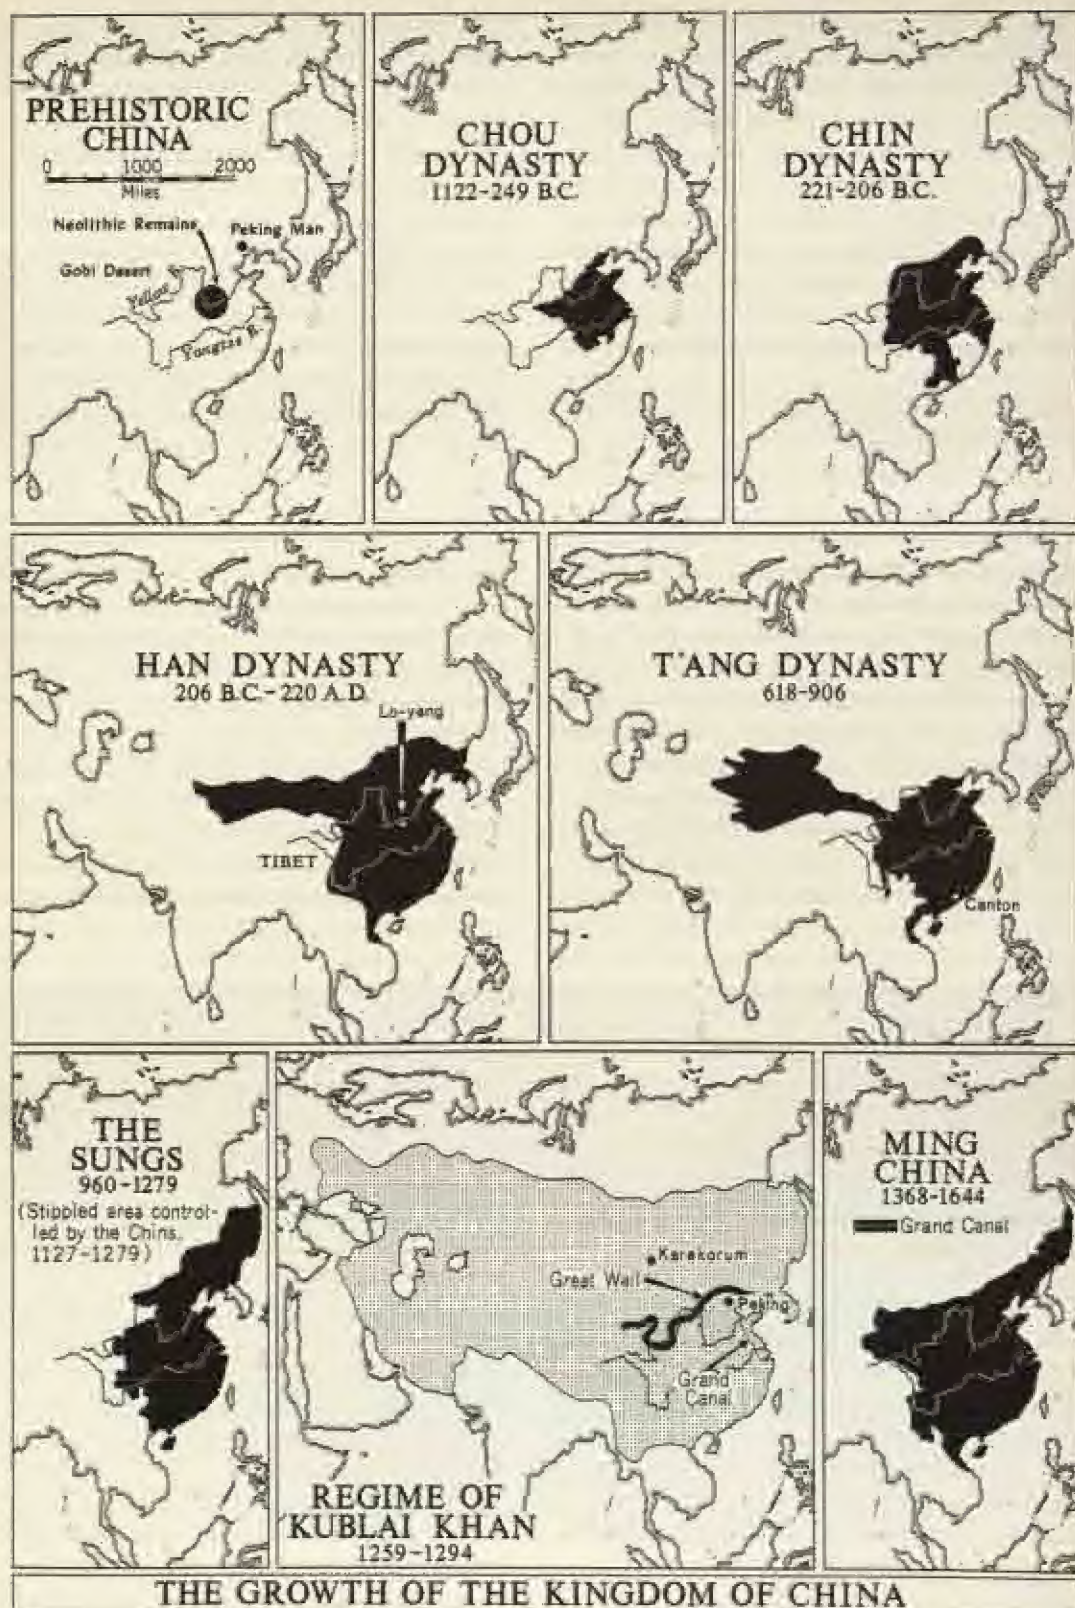 PREHISTORIC
CHINA
0 1000 2000
Miles
Neolithic Remains
Peking Man
Gobi Desert
Yellow
Yangtze R.
CHOU
DYNASTY
1122-249 B.C.
CHIN
DYNASTY
221-206 B.C.
HAN DYNASTY
206 B.C.-220 A.D.
Lo-yang
TIBET
T'ANG DYNASTY
618-906
Canton
THE
SUNGS
960-1279
(Stippled area control-
led by the Chins,
1127-1279)
Karakorum
Great Wall
Peking
Grand
Canal
REGIME OF
KUBLAI KHAN
1259-1294
MING
CHINA
1368-1644
Grand Canal
THE GROWTH OF THE KINGDOM OF CHINA